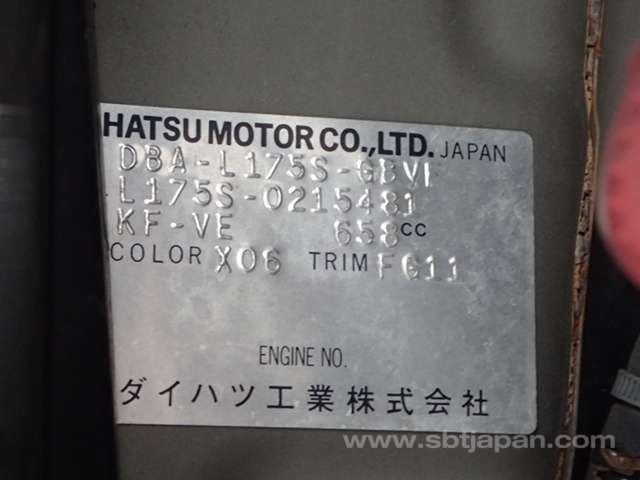 HATSU MOTOR CO.,LTD. JAPAN
DBA-L175S-GBVF
L175S-0215481
KF-VE 658CC
COLOR X06 TRIM FG11
ENGINE NO.
ダイハツ工業株式会社
www.sbtjapan.com